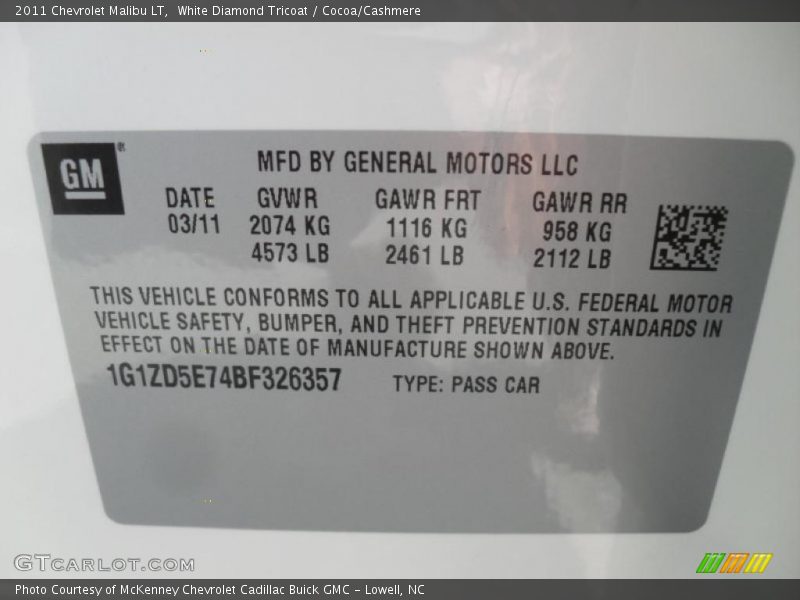 2011 Chevrolet Malibu LT, White Diamond Tricoat / Cocoa/Cashmere
GM®
MFD BY GENERAL MOTORS LLC
DATE GVWR GAWR FRT GAWR RR
03/11 2074 KG 1116 KG 958 KG
4573 LB 2461 LB 2112 LB
THIS VEHICLE CONFORMS TO ALL APPLICABLE U.S. FEDERAL MOTOR
VEHICLE SAFETY, BUMPER, AND THEFT PREVENTION STANDARDS IN
EFFECT ON THE DATE OF MANUFACTURE SHOWN ABOVE.
1G1ZD5E74BF326357 TYPE: PASS CAR
GTCARLOT.COM
Photo Courtesy of McKenney Chevrolet Cadillac Buick GMC – Lowell, NC